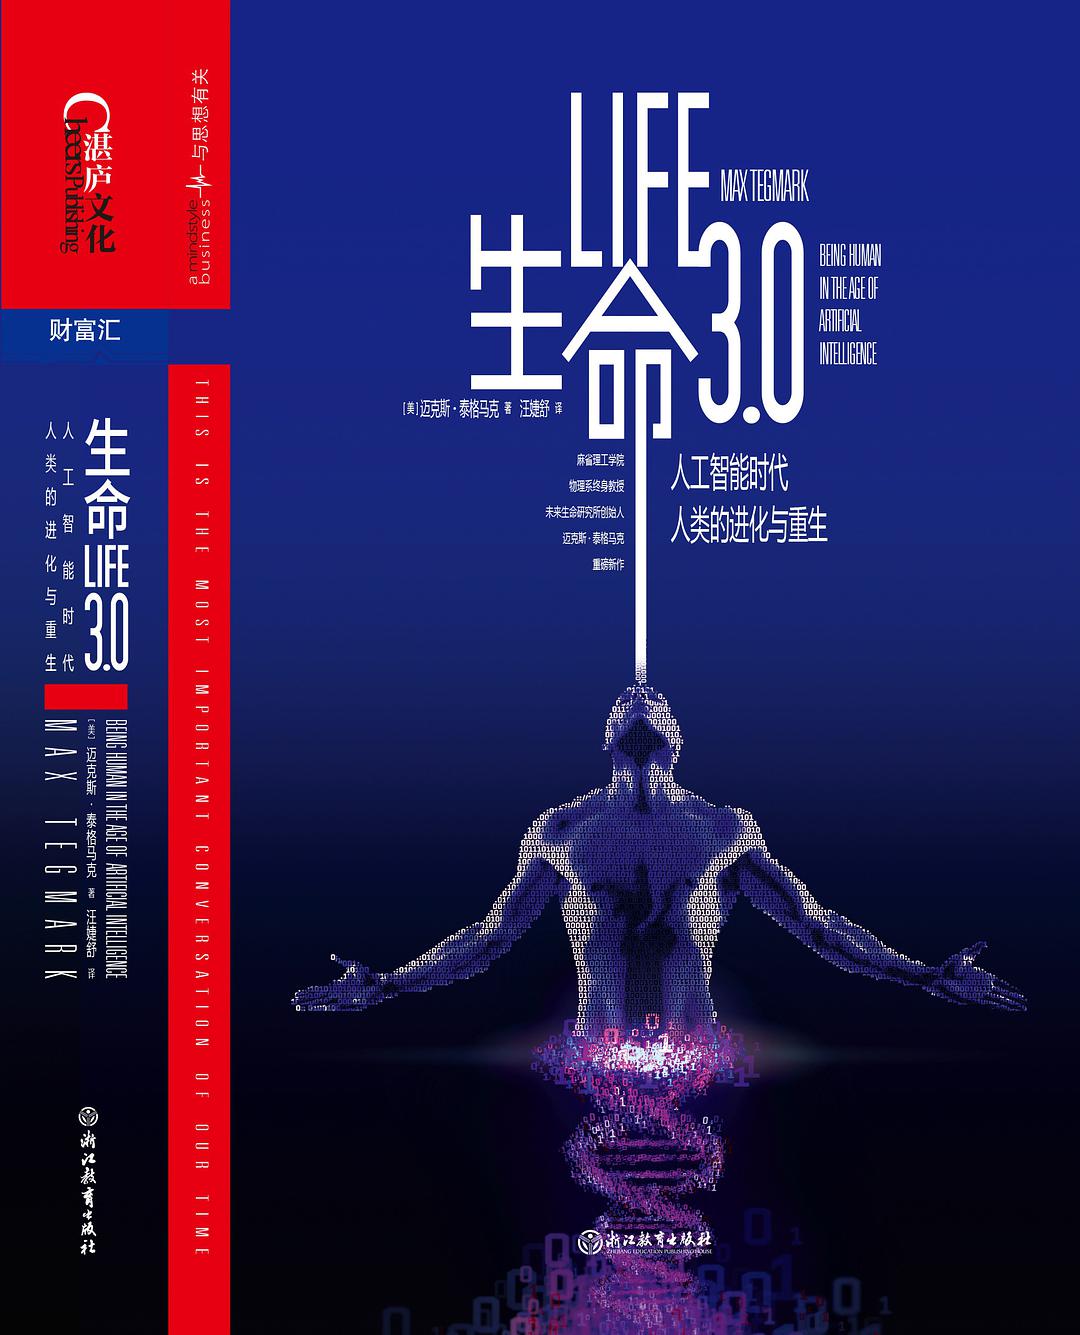 Cheers Publishing
湛庐文化
a mindstyle business
与思想有关
财富汇
人工智能时代
人类的进化与重生
生命
LIFE
3.0
BEING HUMAN IN THE AGE OF ARTIFICIAL INTELLIGENCE
[美] 迈克斯·泰格马克 著 汪婕舒 译
MAX TEGMARK
浙江教育出版社
THIS IS THE MOST IMPORTANT CONVERSATION OF OUR TIME
LIFE
MAX TEGMARK
生命 3.0
BEING HUMAN
IN THE AGE OF
ARTIFICIAL
INTELLIGENCE
[美] 迈克斯·泰格马克 著 汪婕舒 译
麻省理工学院
物理系终身教授
未来生命研究所创始人
迈克斯·泰格马克
重磅新作
人工智能时代
人类的进化与重生
浙江教育出版社
ZHEJIANG EDUCATION PUBLISHING HOUSE